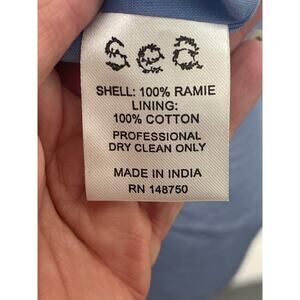 sea
SHELL: 100% RAMIE
LINING:
100% COTTON
PROFESSIONAL
DRY CLEAN ONLY
MADE IN INDIA
RN 148750